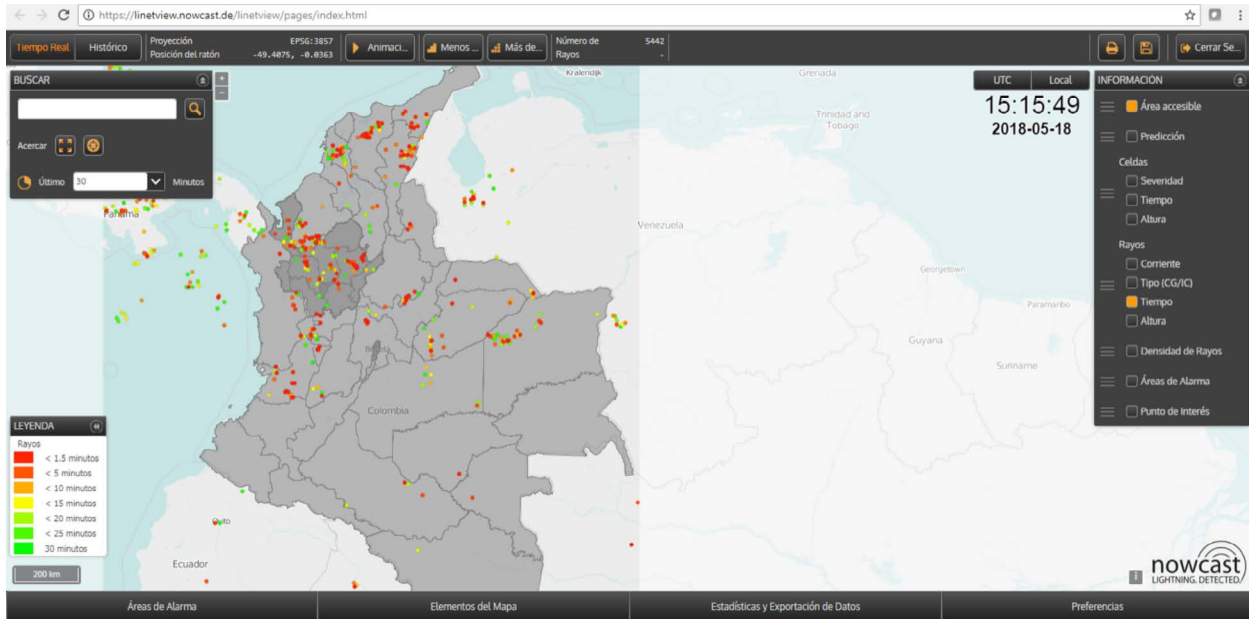 https://linetview.nowcast.de/linetview/pages/index.html
Tiempo Real
Histórico
Proyección EPSG:3857
Posición del ratón -49.4075, -0.0363
Animaci...
Menos ...
Más de...
Número de 5442
Rayos -
Cerrar Se...
BUSCAR
+
−
Acercar
Último 30 Minutos
UTC Local
15:15:49
2018-05-18
INFORMACIÓN
Área accesible
Predicción
Celdas
Severidad
Tiempo
Altura
Rayos
Corriente
Tipo (CG/IC)
Tiempo
Altura
Densidad de Rayos
Áreas de Alarma
Punto de Interés
Kralendijk
Grenada
Trinidad and
Tobago
Panama
Venezuela
Georgetown
Paramaribo
Guyana
Suriname
Colombia
Quito
Ecuador
LEYENDA
Rayos
< 1.5 minutos
< 5 minutos
< 10 minutos
< 15 minutos
< 20 minutos
< 25 minutos
30 minutos
200 km
i
nowcast
LIGHTNING. DETECTED.
Áreas de Alarma
Elementos del Mapa
Estadísticas y Exportación de Datos
Preferencias